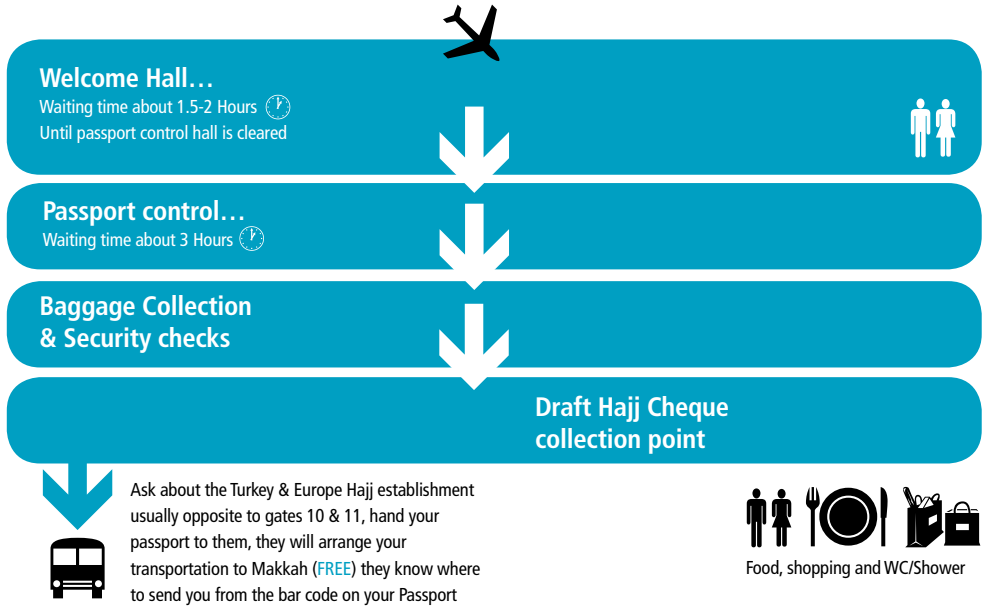 Welcome Hall...
Waiting time about 1.5-2 Hours
Until passport control hall is cleared
Passport control...
Waiting time about 3 Hours
Baggage Collection
& Security checks
Draft Hajj Cheque
collection point
Ask about the Turkey & Europe Hajj establishment
usually opposite to gates 10 & 11, hand your
passport to them, they will arrange your
transportation to Makkah (FREE) they know where
to send you from the bar code on your Passport
Food, shopping and WC/Shower